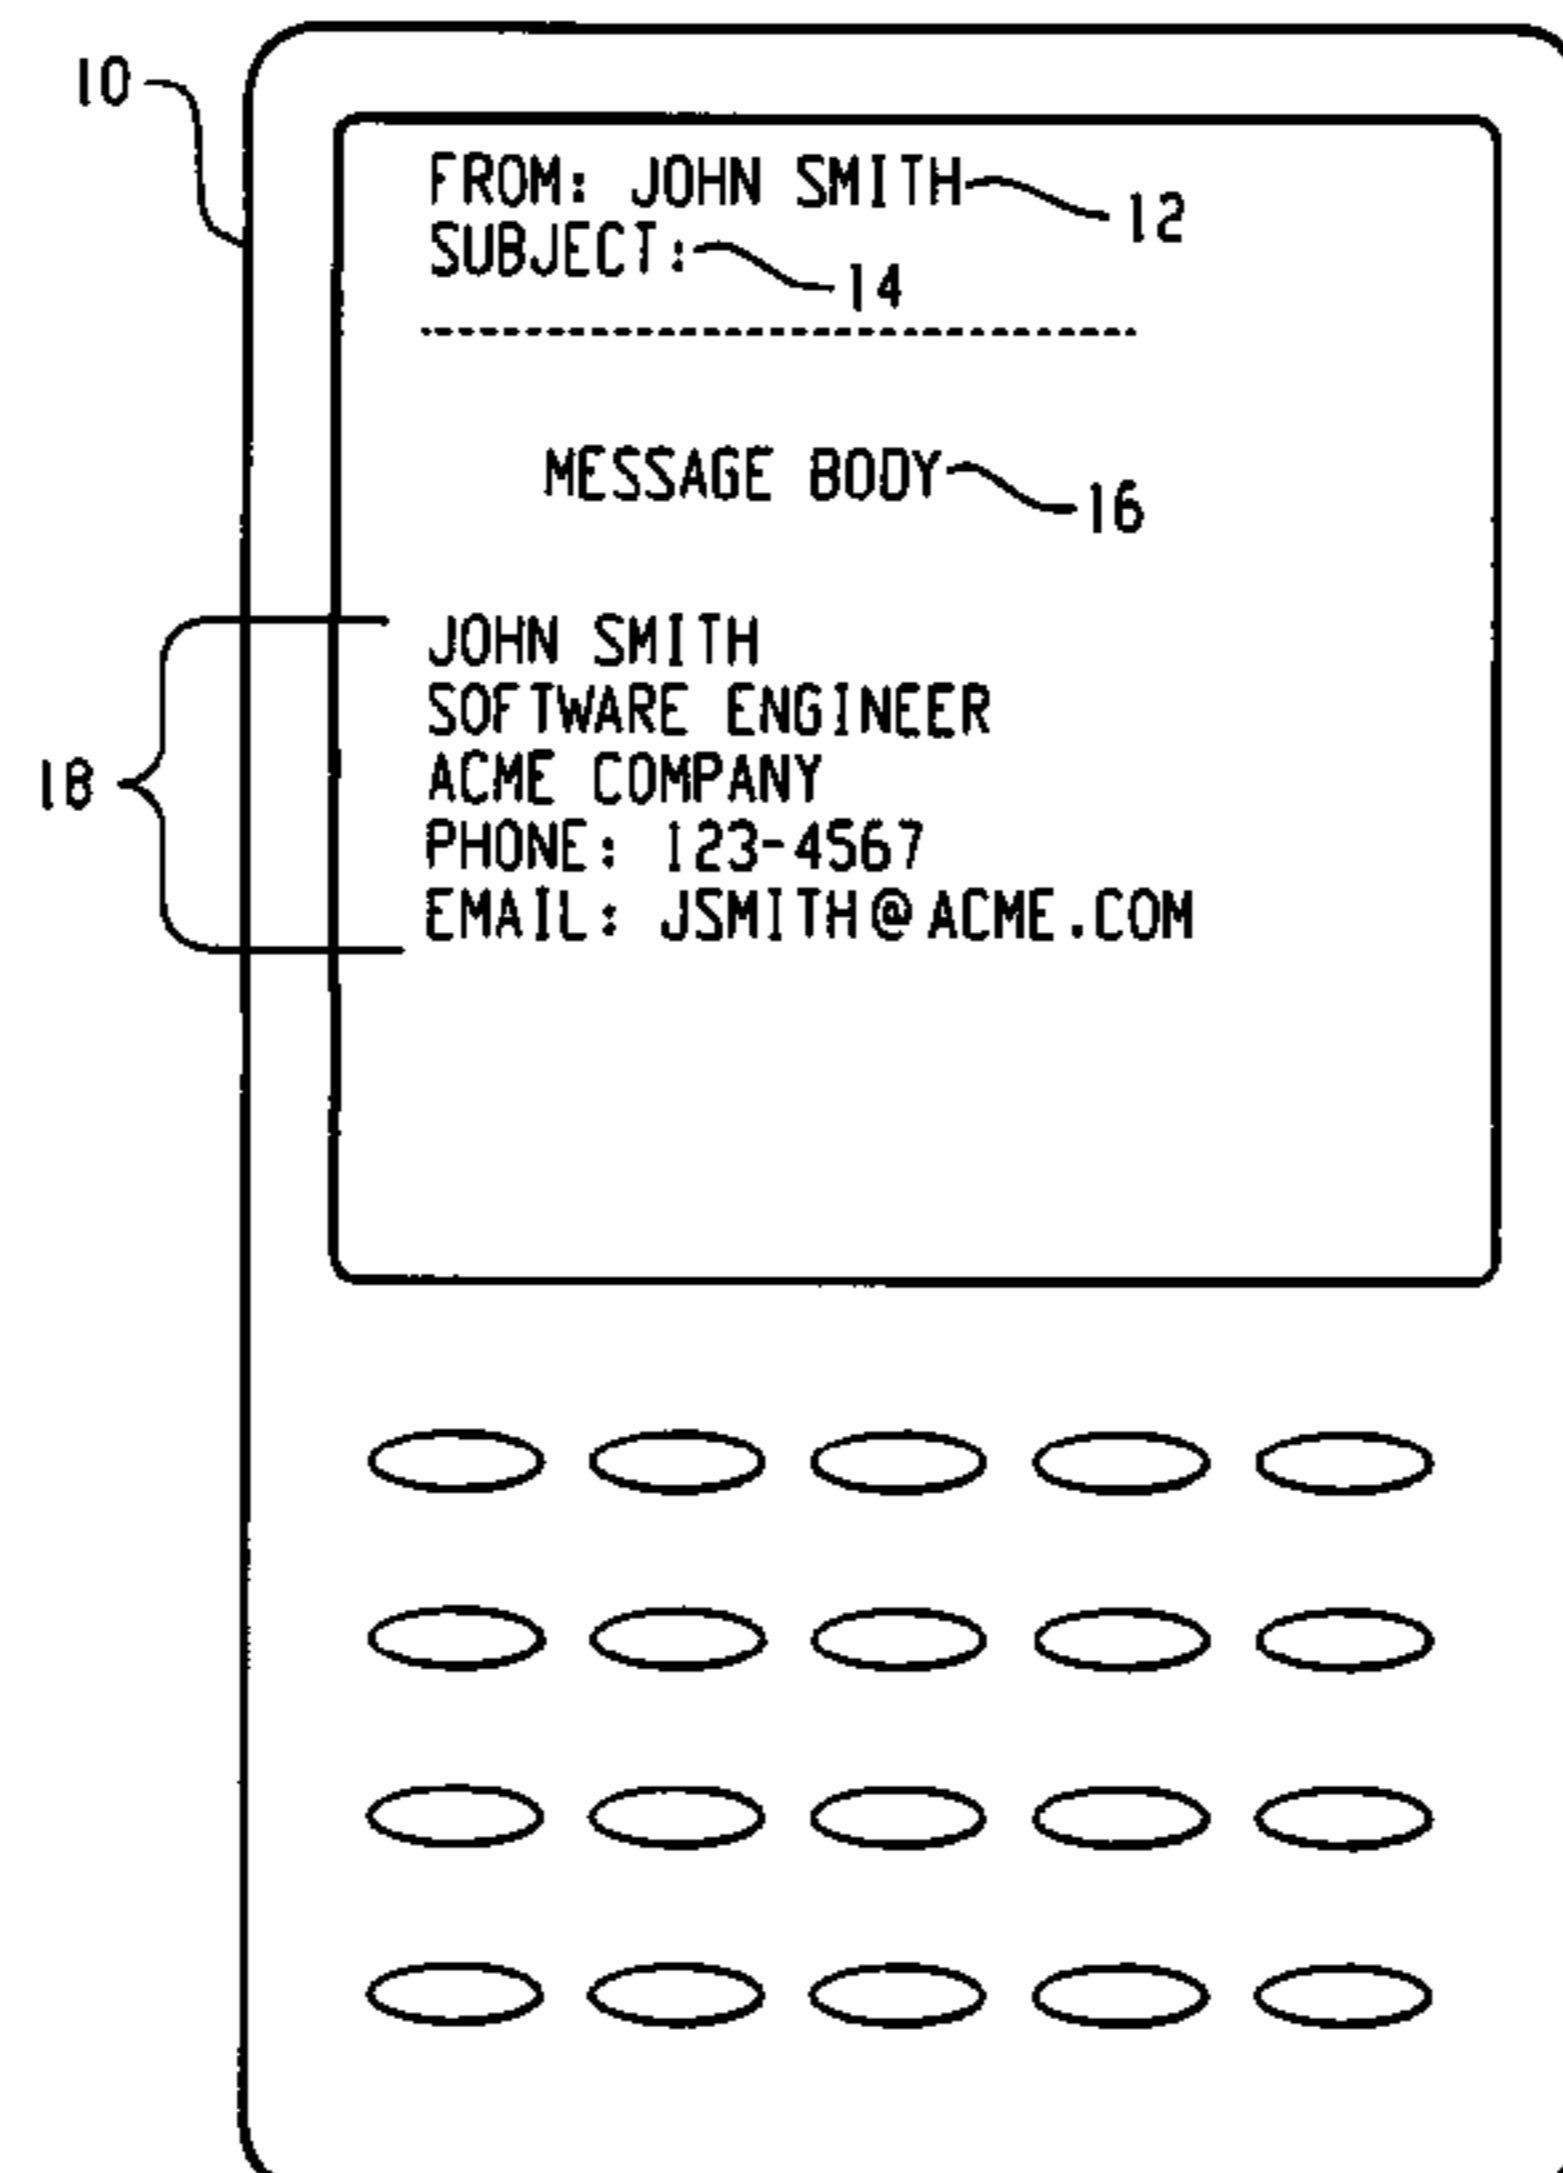 10
FROM: JOHN SMITH 12
SUBJECT: 14
MESSAGE BODY 16
JOHN SMITH
SOFTWARE ENGINEER
18 ACME COMPANY
PHONE: 123-4567
EMAIL: JSMITH@ACME.COM